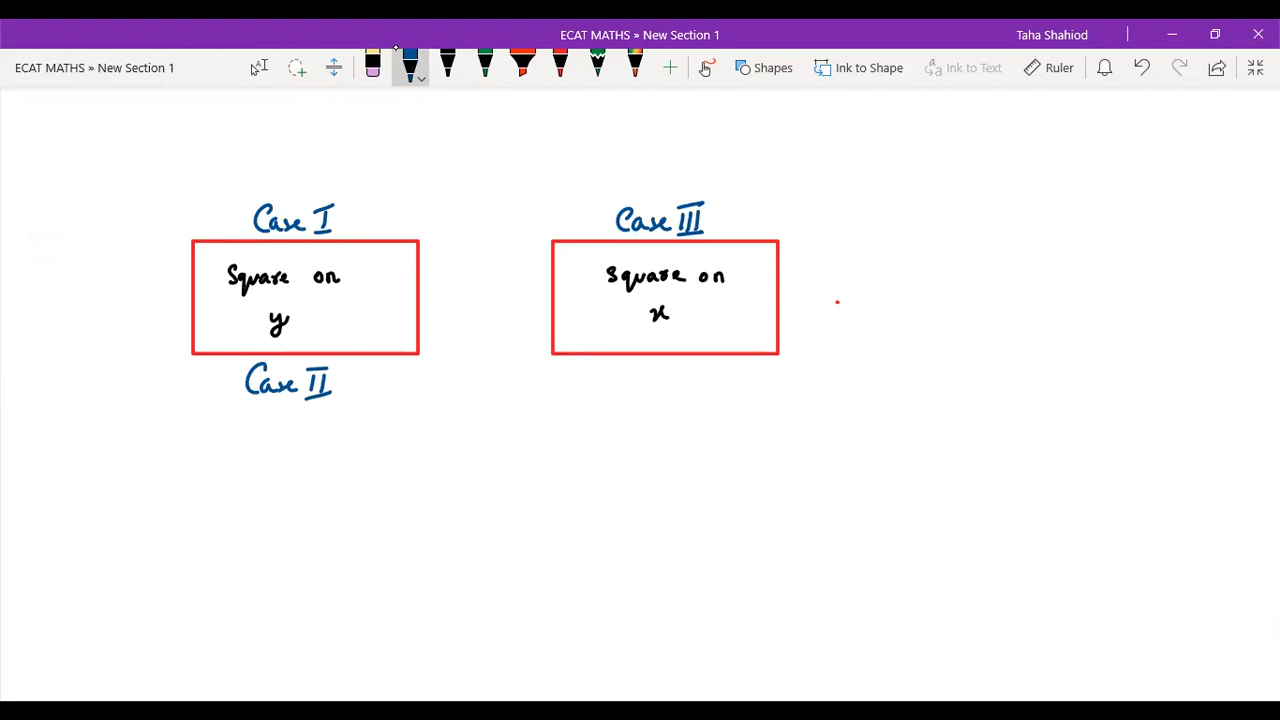 ECAT MATHS » New Section 1
Taha Shahiod
ECAT MATHS » New Section 1
Shapes
Ink to Shape
Ink to Text
Ruler
Case I
Square on
y
Case II
Case III
Square on
x